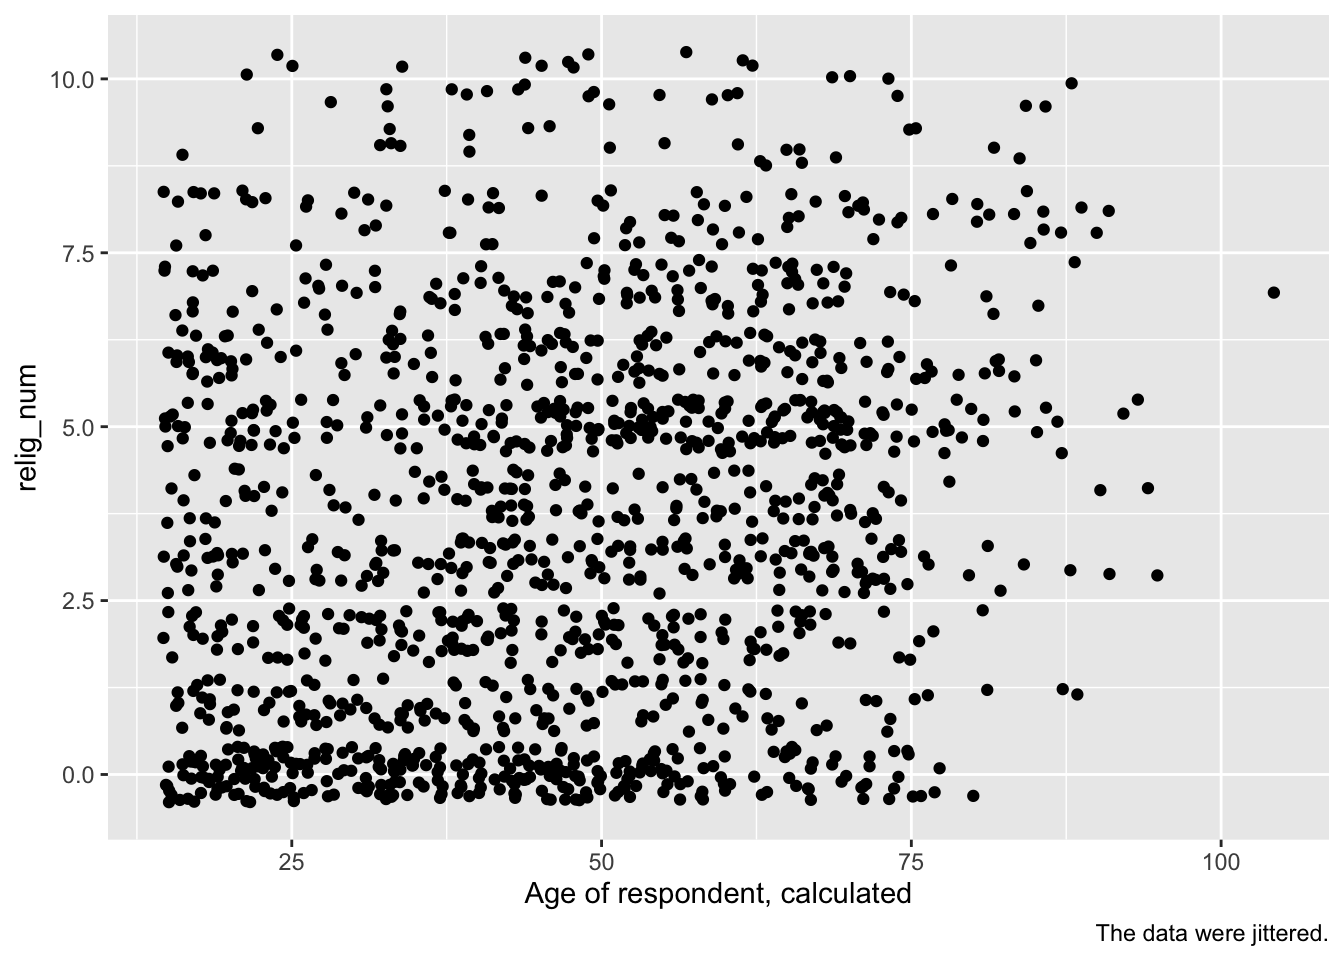 10.0
7.5
5.0
2.5
0.0
relig_num
25 50 75 100
Age of respondent, calculated
The data were jittered.